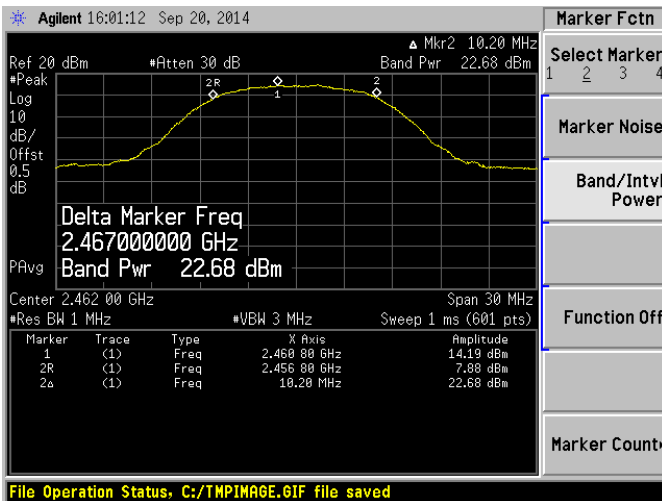 Agilent 16:01:12 Sep 20, 2014
Marker Fctn
Δ Mkr2 10.20 MHz
Ref 20 dBm #Atten 30 dB Band Pwr 22.68 dBm
#Peak
Log
10
dB/
Offst
0.5
dB
2R
1
2
Delta Marker Freq
2.467000000 GHz
Band Pwr 22.68 dBm
PAvg
Center 2.462 00 GHz Span 30 MHz
#Res BW 1 MHz #VBW 3 MHz Sweep 1 ms (601 pts)
Marker Trace Type X Axis Amplitude
1 (1) Freq 2.460 80 GHz 14.19 dBm
2R (1) Freq 2.456 80 GHz 7.88 dBm
2Δ (1) Freq 10.20 MHz 22.68 dBm
File Operation Status, C:/TMPIMAGE.GIF file saved
Select Marker
1 2 3 4
Marker Noise
Band/Intvl
Power
Function Off
Marker Count